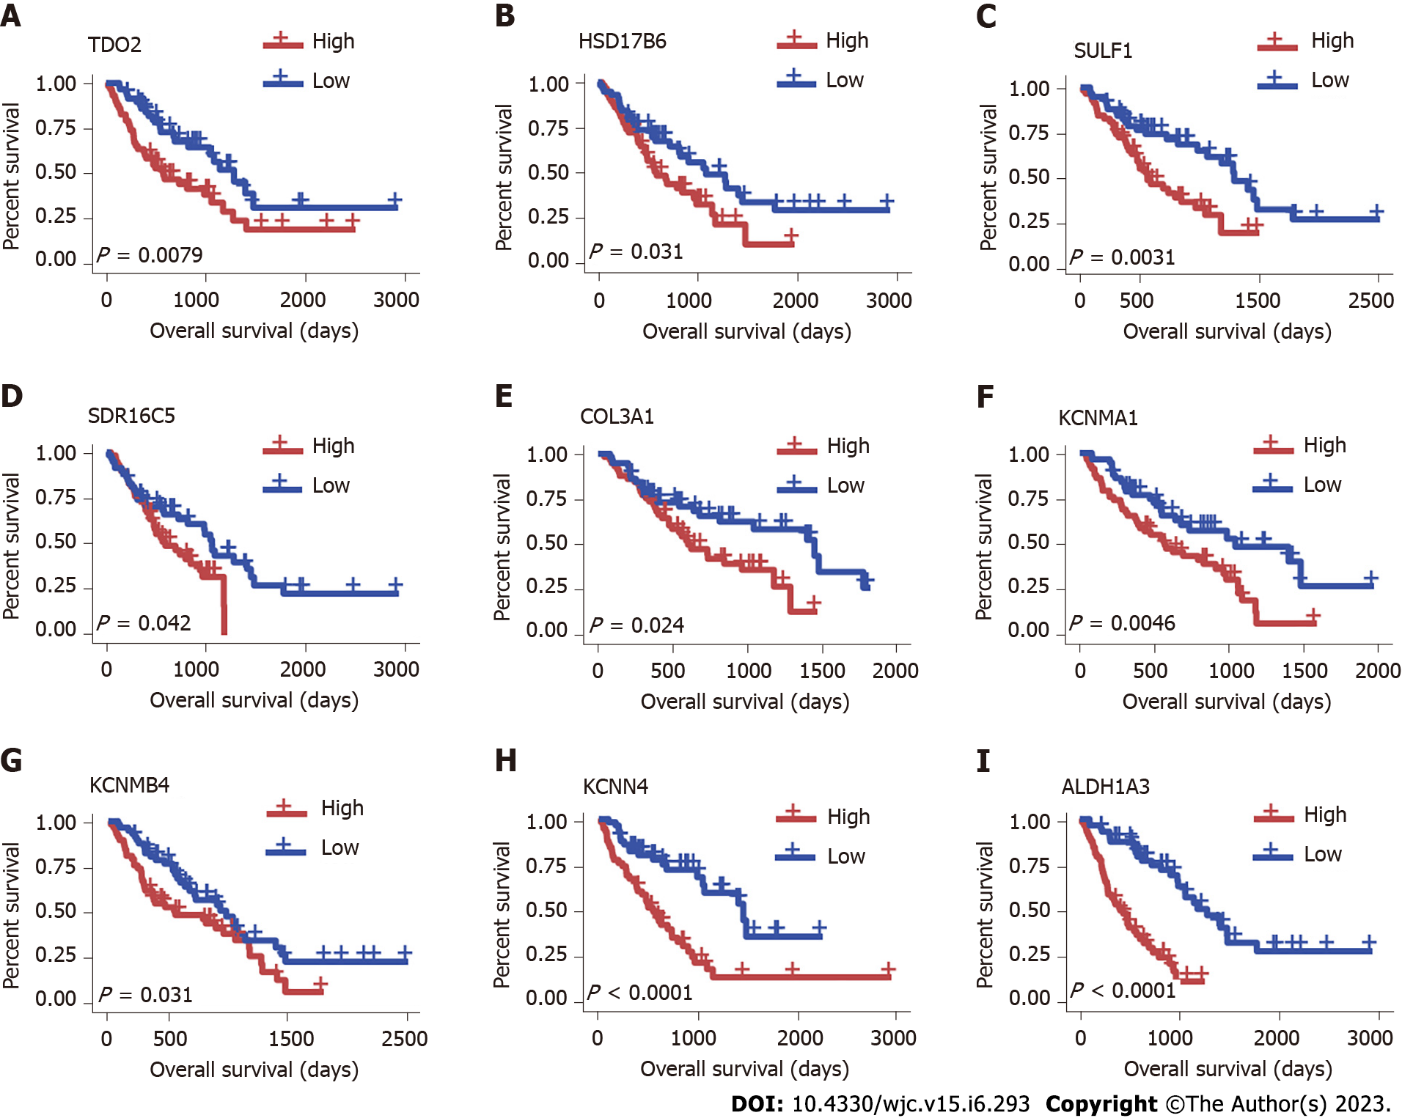 A
TDO2
High
Low
Percent survival
1.00
0.75
0.50
0.25
0.00
P = 0.0079
0 1000 2000 3000
Overall survival (days)
B
HSD17B6
High
Low
Percent survival
1.00
0.75
0.50
0.25
0.00
P = 0.031
0 1000 2000 3000
Overall survival (days)
C
SULF1
High
Low
Percent survival
1.00
0.75
0.50
0.25
0.00
P = 0.0031
0 500 1500 2500
Overall survival (days)
D
SDR16C5
High
Low
Percent survival
1.00
0.75
0.50
0.25
0.00
P = 0.042
0 1000 2000 3000
Overall survival (days)
E
COL3A1
High
Low
Percent survival
1.00
0.75
0.50
0.25
0.00
P = 0.024
0 500 1000 1500 2000
Overall survival (days)
F
KCNMA1
High
Low
Percent survival
1.00
0.75
0.50
0.25
0.00
P = 0.0046
0 500 1000 1500 2000
Overall survival (days)
G
KCNMB4
High
Low
Percent survival
1.00
0.75
0.50
0.25
0.00
P = 0.031
0 500 1500 2500
Overall survival (days)
H
KCNN4
High
Low
Percent survival
1.00
0.75
0.50
0.25
0.00
P < 0.0001
0 1000 2000 3000
Overall survival (days)
I
ALDH1A3
High
Low
Percent survival
1.00
0.75
0.50
0.25
0.00
P < 0.0001
0 1000 2000 3000
Overall survival (days)
DOI: 10.4330/wjc.v15.i6.293 Copyright ©The Author(s) 2023.